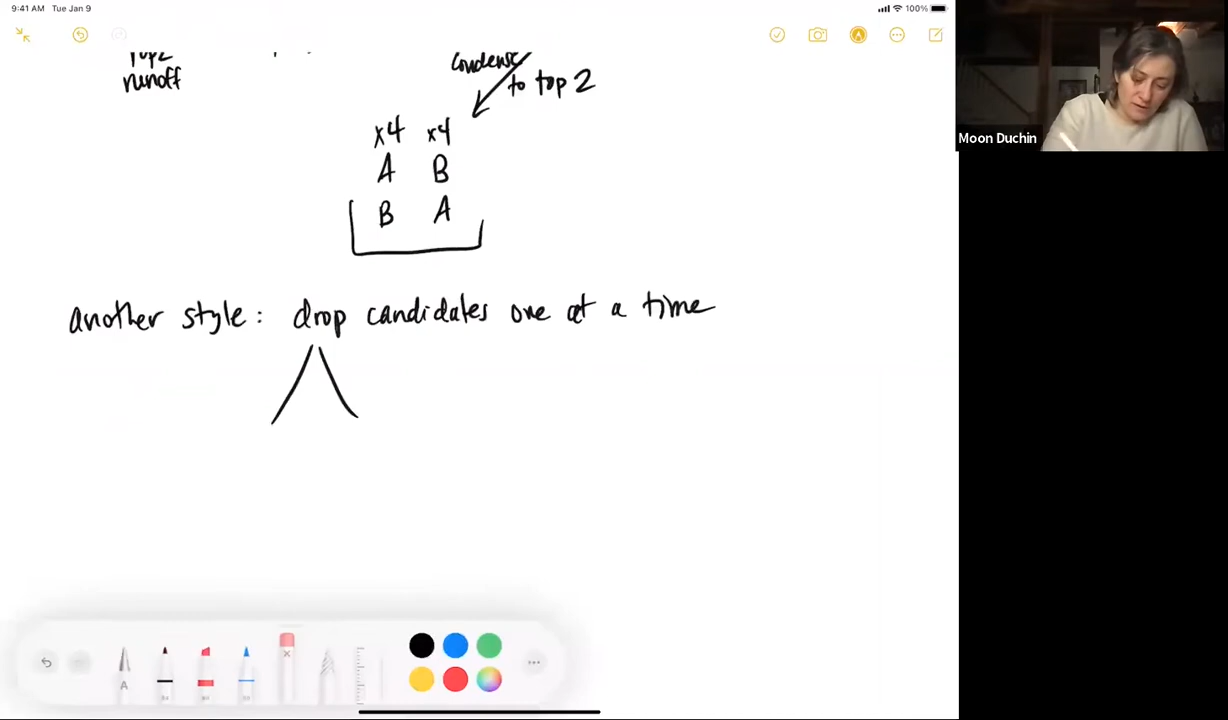 9:41 AM Tue Jan 9
100%
runoff
condense
to top 2
x4 x4
A B
B A
another style: drop candidates one at a time
Moon Duchin
A